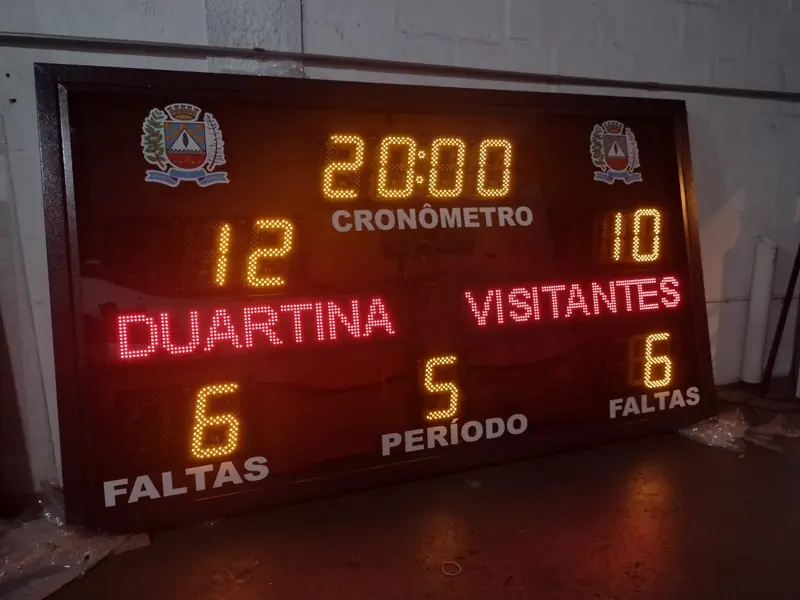 20:00
CRONÔMETRO
12 10
DUARTINA VISITANTES
6 5 6
FALTAS PERÍODO FALTAS